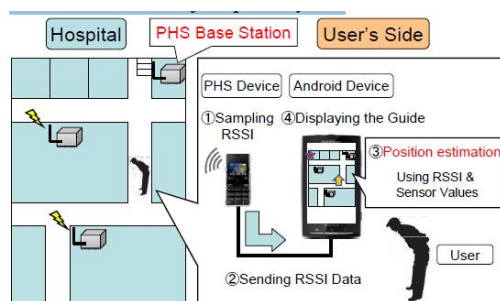 Hospital
PHS Base Station
User's Side
PHS Device
Android Device
①Sampling
RSSI
④Displaying the Guide
③Position estimation
Using RSSI &
Sensor Values
②Sending RSSI Data
User